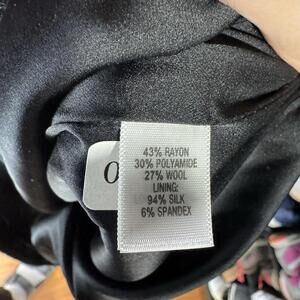 43% RAYON
30% POLYAMIDE
27% WOOL
LINING:
94% SILK
6% SPANDEX